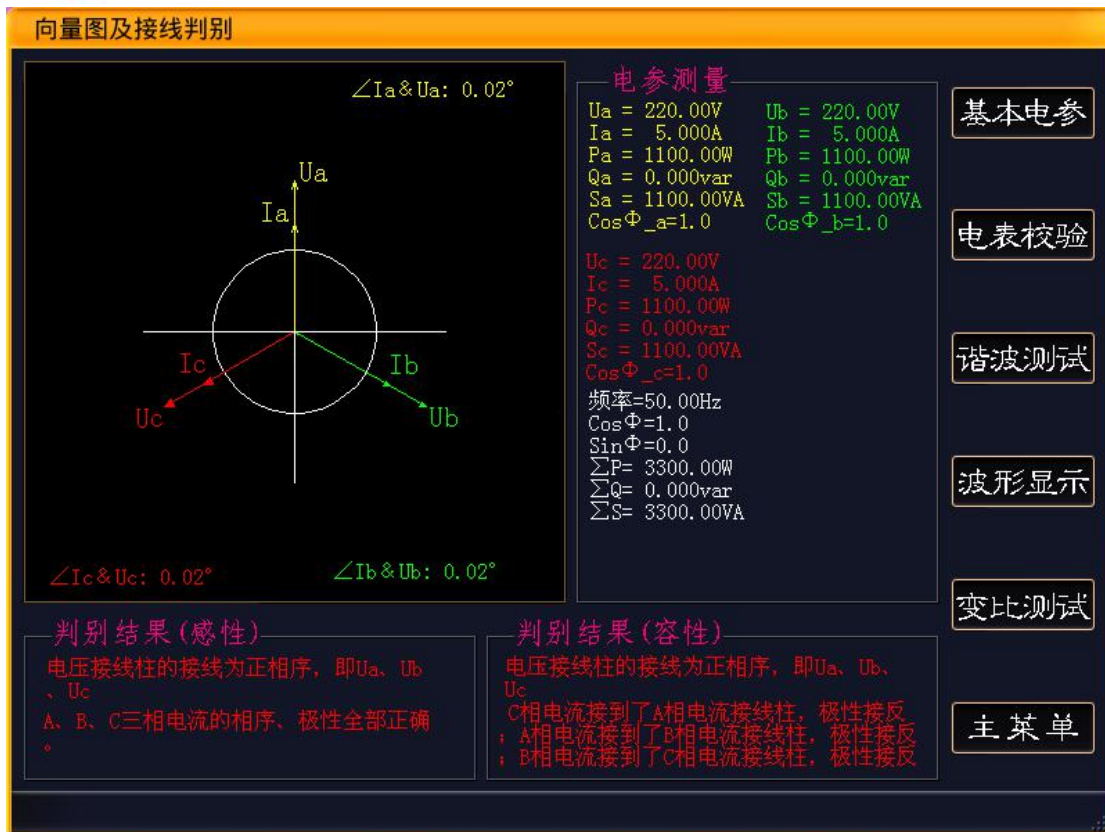 向量图及接线判别
∠Ia&Ua: 0.02°
Ua
Ia
Ic
Ib
Uc
Ub
∠Ic&Uc: 0.02°
∠Ib&Ub: 0.02°
电参测量
Ua = 220.00V
Ia =   5.000A
Pa = 1100.00W
Qa = 0.000var
Sa = 1100.00VA
CosΦ_a=1.0
Ub = 220.00V
Ib =   5.000A
Pb = 1100.00W
Qb = 0.000var
Sb = 1100.00VA
CosΦ_b=1.0
Uc = 220.00V
Ic =   5.000A
Pc = 1100.00W
Qc = 0.000var
Sc = 1100.00VA
CosΦ_c=1.0
频率=50.00Hz
CosΦ=1.0
SinΦ=0.0
∑P= 3300.00W
∑Q= 0.000var
∑S= 3300.00VA
基本电参
电表校验
谐波测试
波形显示
变比测试
主菜单
判别结果(感性)
电压接线柱的接线为正相序, 即Ua、Ub
、Uc
A、B、C三相电流的相序、极性全部正确
。
判别结果(容性)
电压接线柱的接线为正相序, 即Ua、Ub、
Uc
C相电流接到了A相电流接线柱, 极性接反
; A相电流接到了B相电流接线柱, 极性接反
; B相电流接到了C相电流接线柱, 极性接反